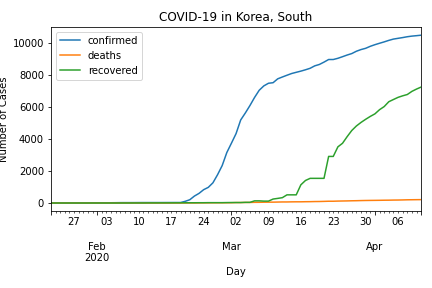 COVID-19 in Korea, South
confirmed
deaths
recovered
Number of Cases
10000
8000
6000
4000
2000
0
27 03 10 17 24 02 09 16 23 30 06
Feb Mar Apr
2020
Day